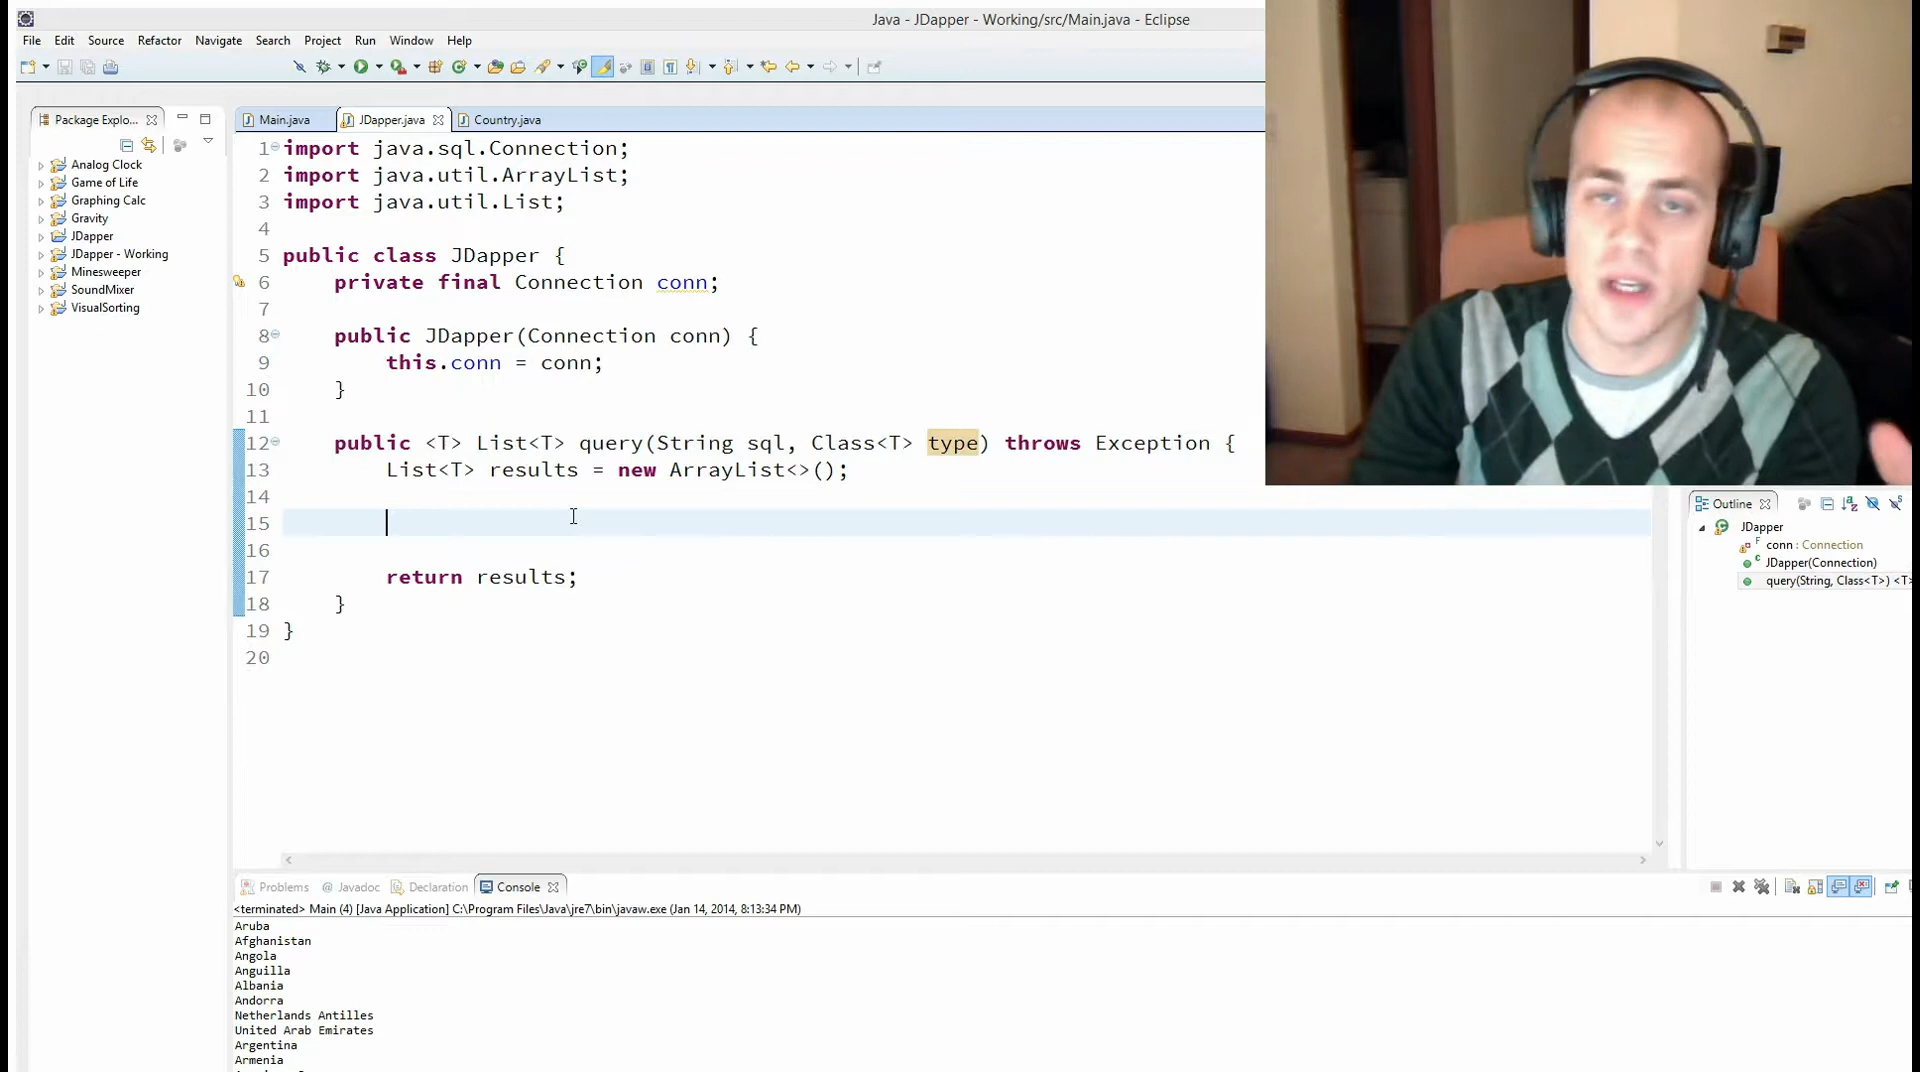 Java - JDapper - Working/src/Main.java - Eclipse
File Edit Source Refactor Navigate Search Project Run Window Help
Package Explo...
Analog Clock
Game of Life
Graphing Calc
Gravity
JDapper
JDapper - Working
Minesweeper
SoundMixer
VisualSorting
Main.java JDapper.java Country.java
1 import java.sql.Connection;
2 import java.util.ArrayList;
3 import java.util.List;
4
5 public class JDapper {
6 private final Connection conn;
7
8 public JDapper(Connection conn) {
9 this.conn = conn;
10 }
11
12 public <T> List<T> query(String sql, Class<T> type) throws Exception {
13 List<T> results = new ArrayList<>();
14
15
16
17 return results;
18 }
19 }
20
Outline
JDapper
conn : Connection
JDapper(Connection)
query(String, Class<T>) <T>
Problems @ Javadoc Declaration Console
<terminated> Main (4) [Java Application] C:\Program Files\Java\jre7\bin\javaw.exe (Jan 14, 2014, 8:13:34 PM)
Aruba
Afghanistan
Angola
Anguilla
Albania
Andorra
Netherlands Antilles
United Arab Emirates
Argentina
Armenia